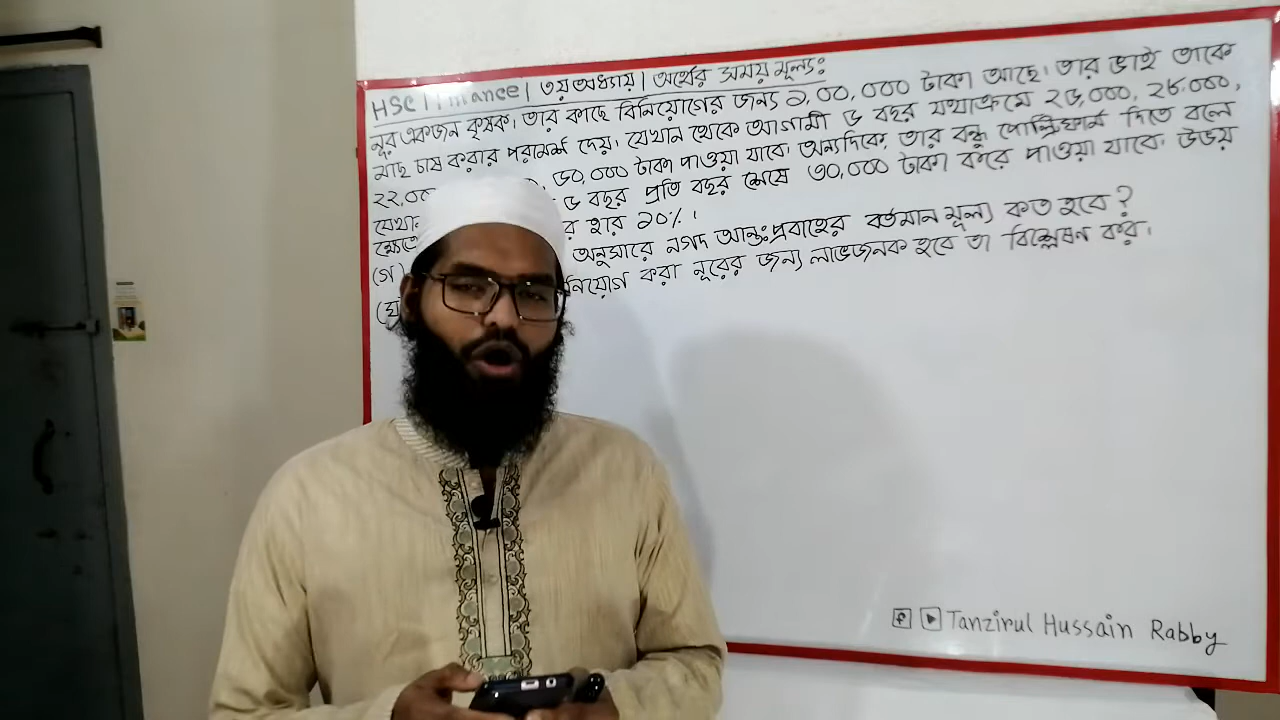 HSC | Finance | ৩য় অধ্যায় | অর্থের সময় মূল্যঃ
নূর একজন কৃষক। তার কাছে বিনিয়োগের জন্য ১,০০,০০০ টাকা আছে। তার ভাই তাকে
মাছ চাষ করার পরামর্শ দেয়। যেখান থেকে আগামী ৫ বছর যথাক্রমে ২৫,০০০, ২৮,০০০,
২২,০০ ৩০,০০০ টাকা পাওয়া যাবে। অন্যদিকে, তার বন্ধু পোল্ট্রিফার্ম দিতে বলে
৫ বছর প্রতি বছর শেষে ৩০,০০০ টাকা করে পাওয়া যাবে। উভয়
র হার ১০%।
(গ) অনুসারে নগদ আন্তঃপ্রবাহের বর্তমান মূল্য কত হবে?
(ঘ নিয়োগ করা নূরের জন্য লাভজনক হবে তা বিশ্লেষণ কর।
Tanzirul Hussain Rabby